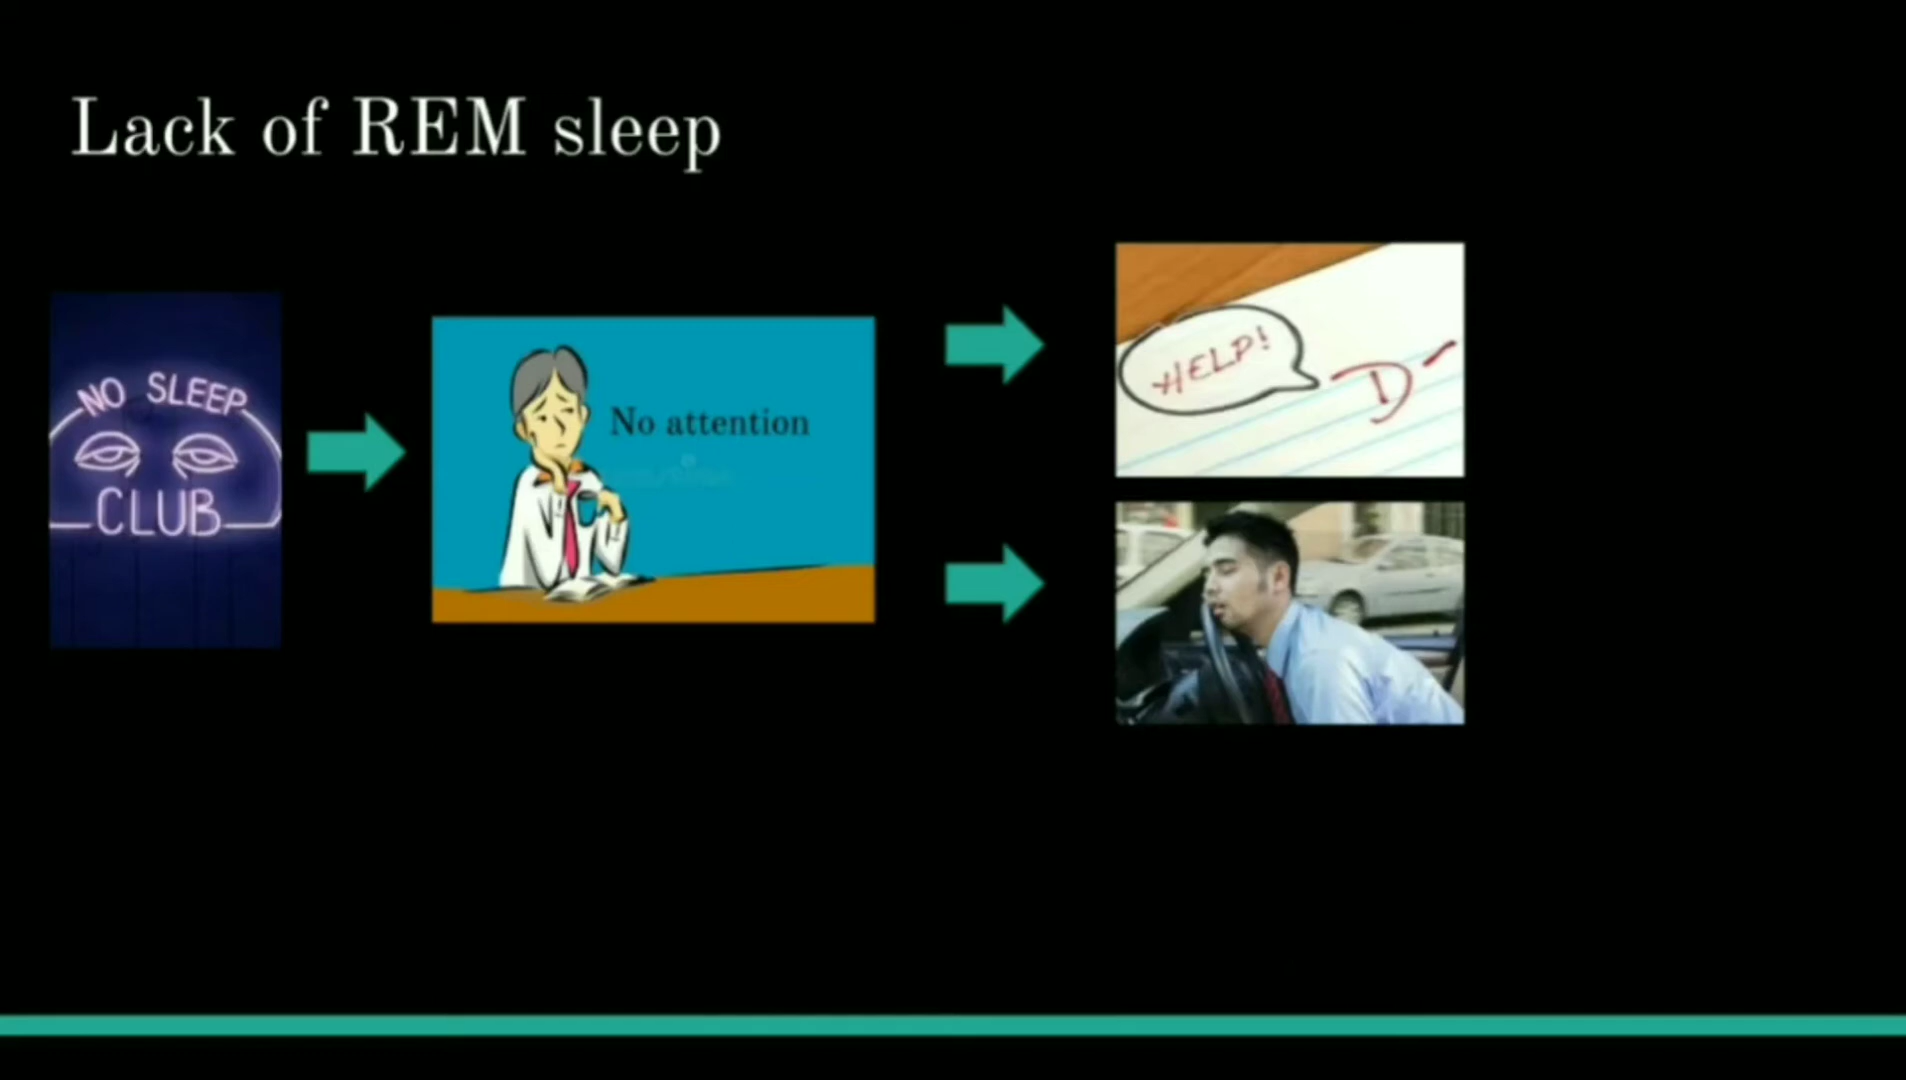 Lack of REM sleep
NO SLEEP
CLUB
No attention
HELP!
D-